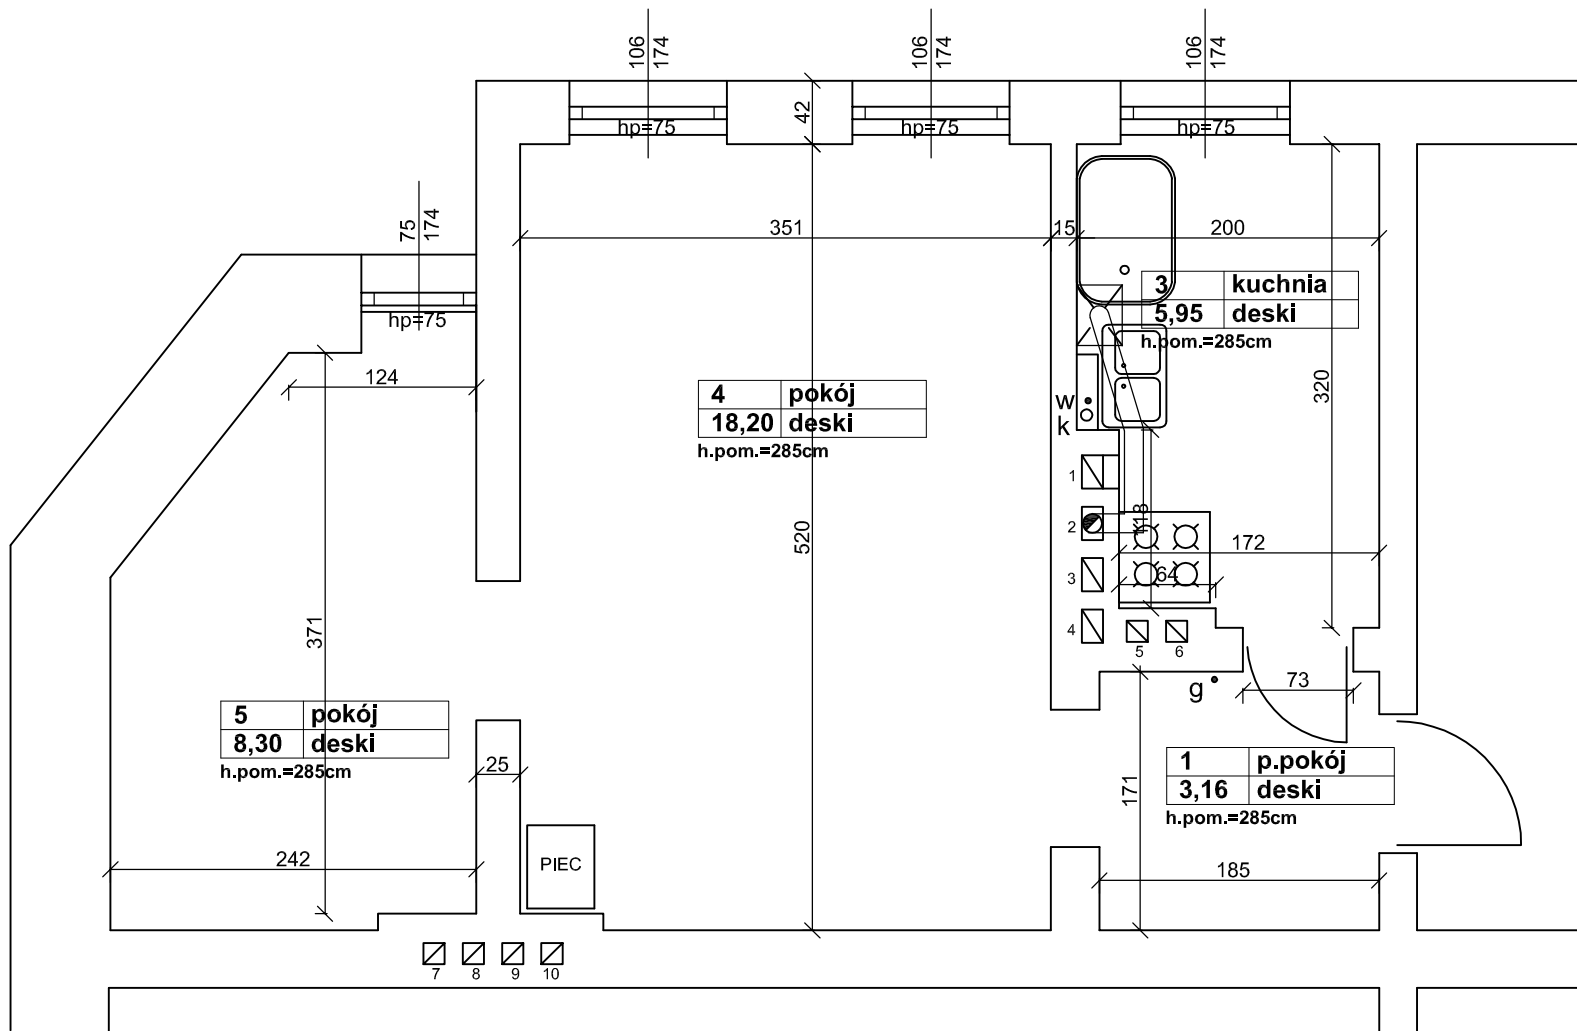 106
174
106
174
106
174
hp=75
hp=75
hp=75
42
75
174
hp=75
351
15
200
3 kuchnia
5,95 deski
h.pom.=285cm
124
4 pokój
18,20 deski
h.pom.=285cm
320
w
k
1
2
3
4
118
172
64
520
5
6
371
g
73
5 pokój
8,30 deski
h.pom.=285cm
25
1 p.pokój
3,16 deski
h.pom.=285cm
171
242
PIEC
185
7
8
9
10